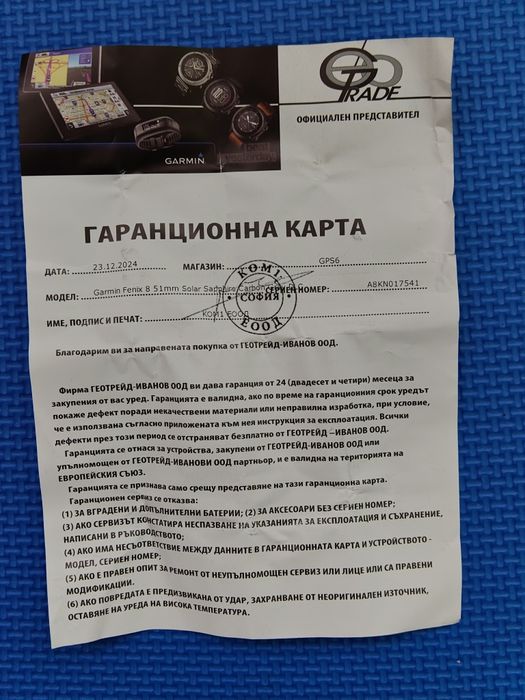 GEO
TRADE
ОФИЦИАЛЕН ПРЕДСТАВИТЕЛ
GARMIN
beat yesterday
ГАРАНЦИОННА КАРТА
ДАТА: 23.12.2024 МАГАЗИН: GPS6
МОДЕЛ: Garmin Fenix 8 51mm Solar Sapphire Carbon СЕРИЕН НОМЕР: A8KN017541
ИМЕ, ПОДПИС И ПЕЧАТ: КОМ1 ЕООД
КОМ1
СОФИЯ
ЕООД
Благодарим ви за направената покупка от ГЕОТРЕЙД-ИВАНОВ ООД.
Фирма ГЕОТРЕЙД-ИВАНОВ ООД ви дава гаранция от 24 (двадесет и четири) месеца за
закупения от вас уред. Гаранцията е валидна, ако по време на гаранционния срок уредът
покаже дефект поради некачествени материали или неправилна изработка, при условие,
че е използвана съгласно приложената към нея инструкция за експлоатация. Всички
дефекти през този период се отстраняват безплатно от ГЕОТРЕЙД –ИВАНОВ ООД.
Гаранцията се отнася за устройства, закупени от ГЕОТРЕЙД-ИВАНОВ ООД или
упълномощен от ГЕОТРЕЙД-ИВАНОВИ ООД партньор, и е валидна на територията на
ЕВРОПЕЙСКИЯ СЪЮЗ.
Гаранцията се признава само срещу представяне на тази гаранционна карта.
Гаранционен сервиз се отказва:
(1) ЗА ВГРАДЕНИ И ДОПЪЛНИТЕЛНИ БАТЕРИИ; (2) ЗА АКСЕСОАРИ БЕЗ СЕРИЕН НОМЕР;
(3) АКО СЕРВИЗЪТ КОНСТАТИРА НЕСПАЗВАНЕ НА УКАЗАНИЯТА ЗА ЕКСПЛОАТАЦИЯ И СЪХРАНЕНИЕ,
НАПИСАНИ В РЪКОВОДСТВОТО;
(4) АКО ИМА НЕСЪОТВЕТСТВИЕ МЕЖДУ ДАННИТЕ В ГАРАНЦИОННАТА КАРТА И УСТРОЙСТВОТО -
МОДЕЛ, СЕРИЕН НОМЕР;
(5) АКО Е ПРАВЕН ОПИТ ЗА РЕМОНТ ОТ НЕУПЪЛНОМОЩЕН СЕРВИЗ ИЛИ ЛИЦЕ ИЛИ СА ПРАВЕНИ
МОДИФИКАЦИИ.
(6) АКО ПОВРЕДАТА Е ПРЕДИЗВИКАНА ОТ УДАР, ЗАХРАНВАНЕ ОТ НЕОРИГИНАЛЕН ИЗТОЧНИК,
ОСТАВЯНЕ НА УРЕДА НА ВИСОКА ТЕМПЕРАТУРА.